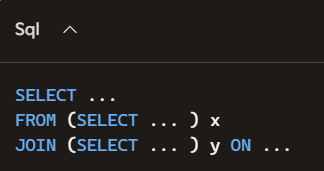 Sql
SELECT ...
FROM (SELECT ... ) x
JOIN (SELECT ... ) y ON ...